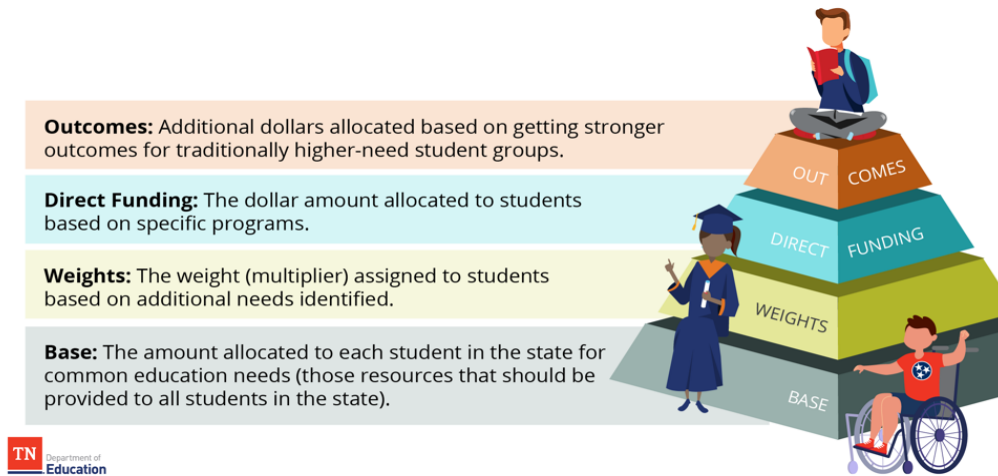 Outcomes: Additional dollars allocated based on getting stronger
outcomes for traditionally higher-need student groups.
Direct Funding: The dollar amount allocated to students
based on specific programs.
Weights: The weight (multiplier) assigned to students
based on additional needs identified.
Base: The amount allocated to each student in the state for
common education needs (those resources that should be
provided to all students in the state).
OUT COMES
DIRECT FUNDING
WEIGHTS
BASE
TN
Department of
Education